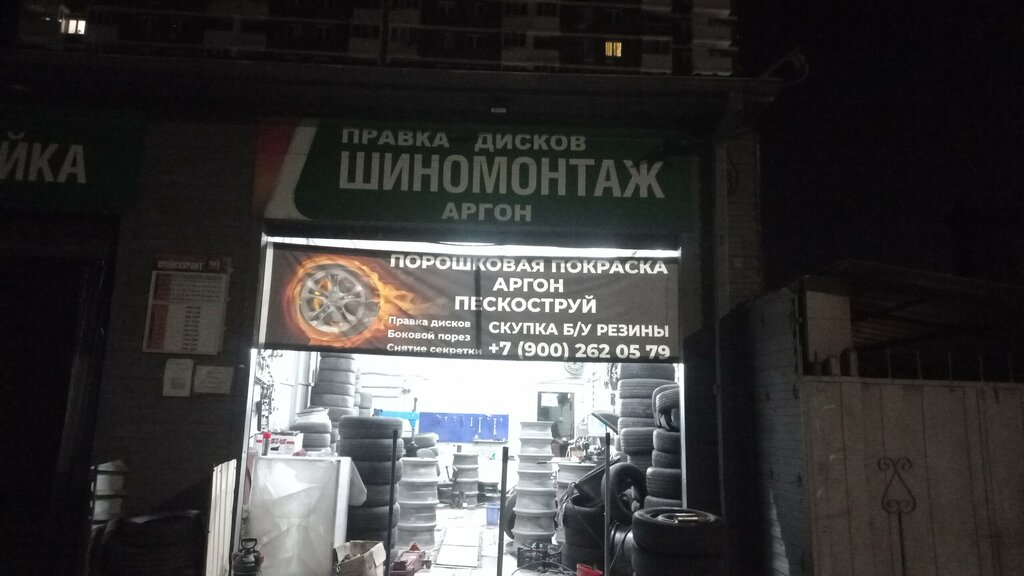 ЙКА
ПРАВКА ДИСКОВ
ШИНОМОНТАЖ
АРГОН
ПОРОШКОВАЯ ПОКРАСКА
АРГОН
ПЕСКОСТРУЙ
Правка дисков
Боковой порез
Снятие секретки
СКУПКА Б/У РЕЗИНЫ
+7 (900) 262 05 79